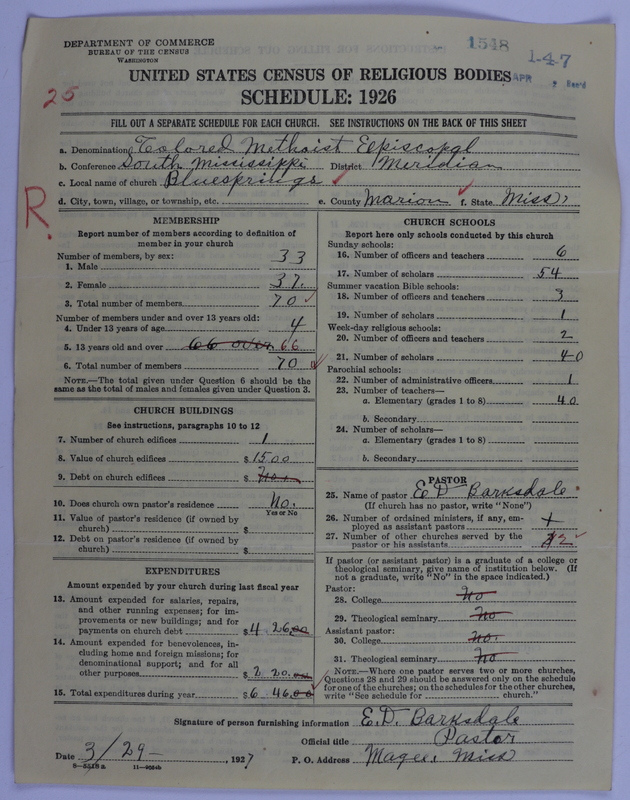 DEPARTMENT OF COMMERCE
BUREAU OF THE CENSUS
WASHINGTON
1548
1-4-7
APR 2 Rec'd
25
R.
UNITED STATES CENSUS OF RELIGIOUS BODIES
SCHEDULE: 1926
FILL OUT A SEPARATE SCHEDULE FOR EACH CHURCH. SEE INSTRUCTIONS ON THE BACK OF THIS SHEET
a. Denomination Colored Methoist Episcopal
b. Conference South Mississippi District Meridian
c. Local name of church Bluesprings
d. City, town, village, or township, etc. e. County Marion f. State Miss.
MEMBERSHIP
Report number of members according to definition of
member in your church
Number of members, by sex:
1. Male 33
2. Female 37.
3. Total number of members 70
Number of members under and over 13 years old:
4. Under 13 years of age 4
5. 13 years old and over 66 over 66
6. Total number of members 70
NOTE.—The total given under Question 6 should be the
same as the total of males and females given under Question 3.
CHURCH BUILDINGS
See instructions, paragraphs 10 to 12
7. Number of church edifices 1
8. Value of church edifices $ 1500
9. Debt on church edifices $ No.
10. Does church own pastor's residence No.
Yes or No
11. Value of pastor's residence (if owned by
church) $
12. Debt on pastor's residence (if owned by
church) $
EXPENDITURES
Amount expended by your church during last fiscal year
13. Amount expended for salaries, repairs,
and other running expenses; for im-
provements or new buildings; and for
payments on church debt $ 4 26.00
14. Amount expended for benevolences, in-
cluding home and foreign missions; for
denominational support; and for all
other purposes $ 2 20.00
15. Total expenditures during year $ 6 46.00
CHURCH SCHOOLS
Report here only schools conducted by this church
Sunday schools:
16. Number of officers and teachers 6
17. Number of scholars 54
Summer vacation Bible schools:
18. Number of officers and teachers 3
19. Number of scholars 1
Week-day religious schools:
20. Number of officers and teachers 2
21. Number of scholars 40
Parochial schools:
22. Number of administrative officers 1
23. Number of teachers—
a. Elementary (grades 1 to 8) 40
b. Secondary
24. Number of scholars—
a. Elementary (grades 1 to 8)
b. Secondary
PASTOR
25. Name of pastor E D Barksdale
(If church has no pastor, write "None")
26. Number of ordained ministers, if any, em-
ployed as assistant pastors
27. Number of other churches served by the
pastor or his assistants 2
If pastor (or assistant pastor) is a graduate of a college or
theological seminary, give name of institution below. (If
not a graduate, write "No" in the space indicated.)
Pastor:
28. College No
29. Theological seminary No
Assistant pastor:
30. College No.
31. Theological seminary No
NOTE.—Where one pastor serves two or more churches,
Questions 28 and 29 should be answered only on the schedule
for one of the churches; on the schedules for the other churches,
write "See schedule for church."
Signature of person furnishing information E. D. Barksdale
Official title Pastor
Date 3/29- , 1927 P. O. Address Magee, Miss
8-5318 a 11-9094b